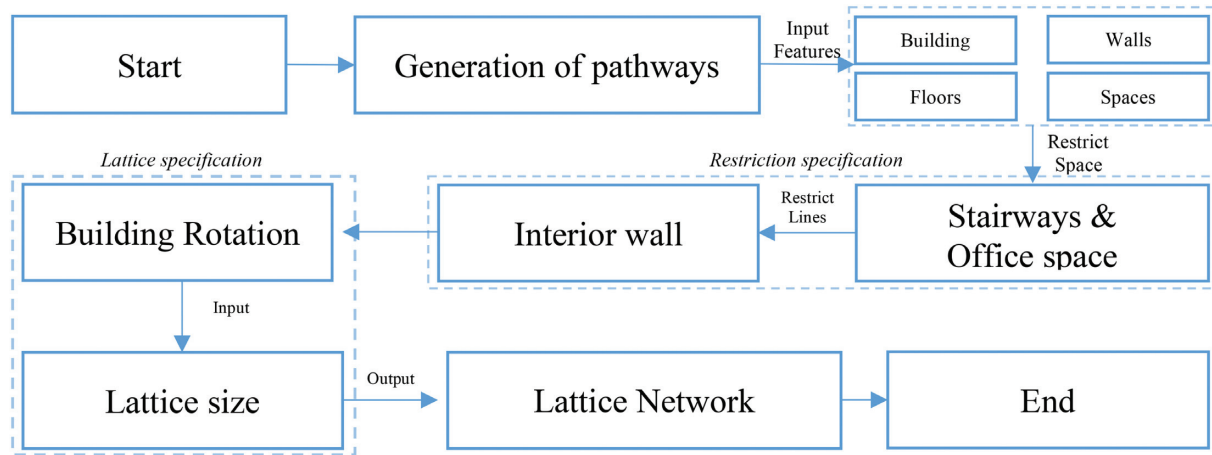 Start
Generation of pathways
Input
Features
Building
Walls
Floors
Spaces
Restrict
Space
Lattice specification
Restriction specification
Stairways &
Office space
Restrict
Lines
Interior wall
Building Rotation
Input
Lattice size
Output
Lattice Network
End